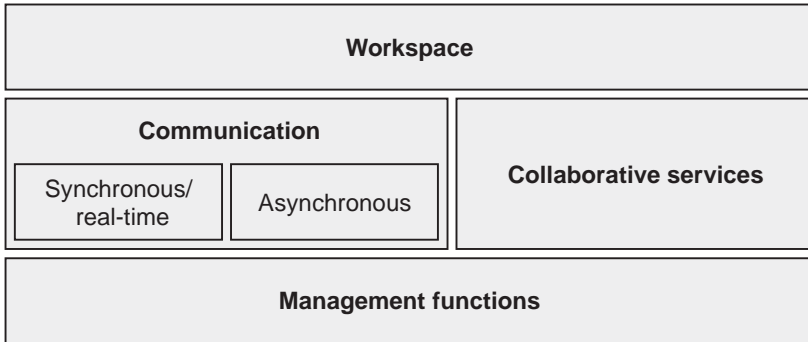 Workspace
Communication
Synchronous/
real-time
Asynchronous
Collaborative services
Management functions